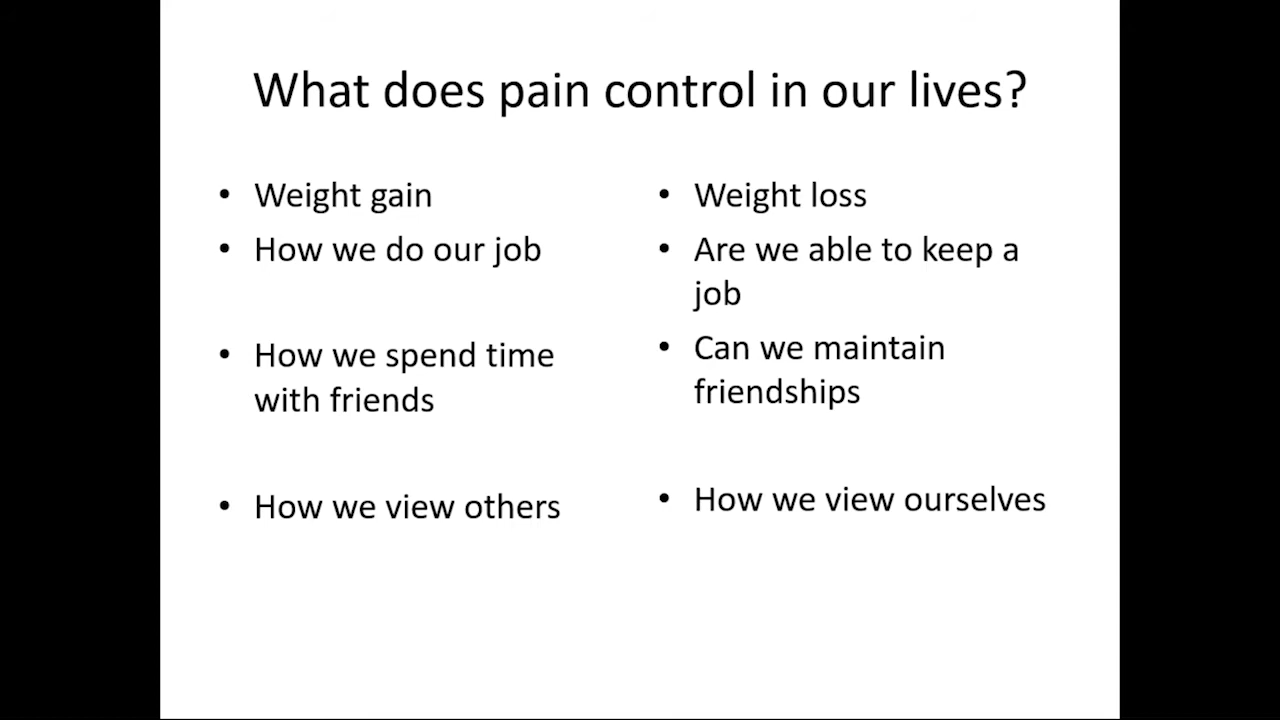 What does pain control in our lives?
• Weight gain
• How we do our job
• How we spend time
with friends
• How we view others
• Weight loss
• Are we able to keep a
job
• Can we maintain
friendships
• How we view ourselves